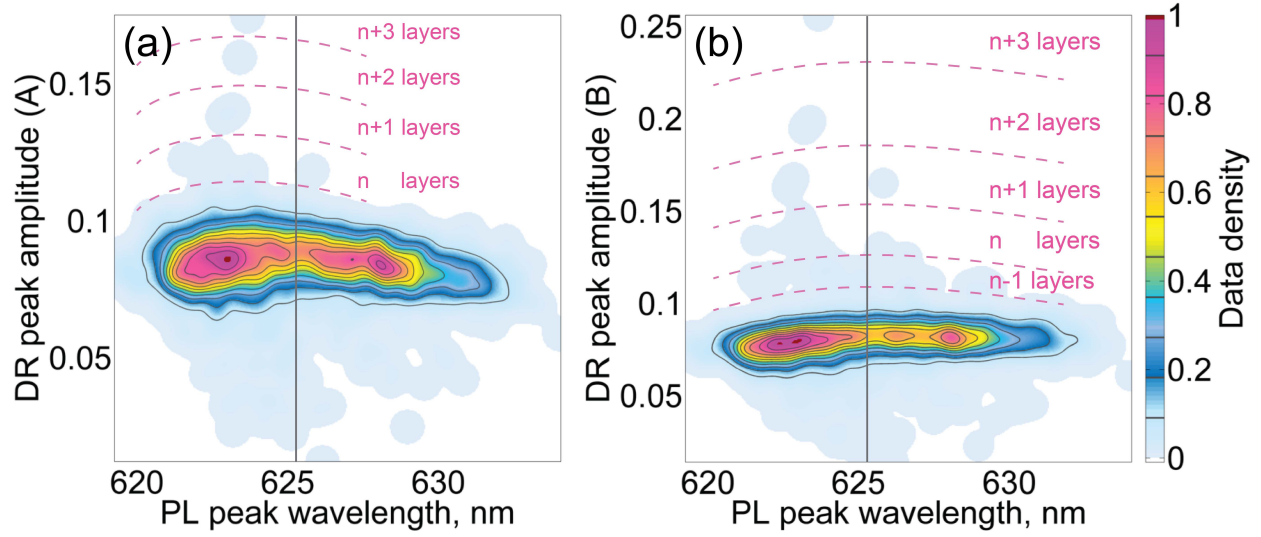 (a)
n+3 layers
n+2 layers
n+1 layers
n layers
0.15
0.1
0.05
DR peak amplitude (A)
620
625
630
PL peak wavelength, nm
(b)
n+3 layers
n+2 layers
n+1 layers
n layers
n-1 layers
0.25
0.2
0.15
0.1
0.05
DR peak amplitude (B)
620
625
630
PL peak wavelength, nm
1
0.8
0.6
0.4
0.2
0
Data density